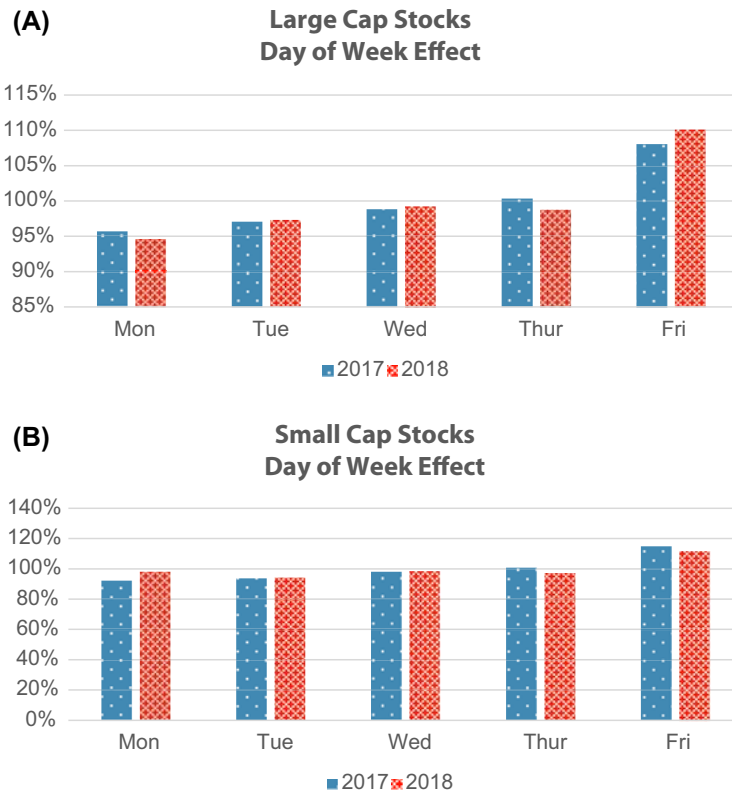 (A)
Large Cap Stocks
Day of Week Effect
115%
110%
105%
100%
95%
90%
85%
Mon Tue Wed Thur Fri
2017 2018
(B)
Small Cap Stocks
Day of Week Effect
140%
120%
100%
80%
60%
40%
20%
0%
Mon Tue Wed Thur Fri
2017 2018